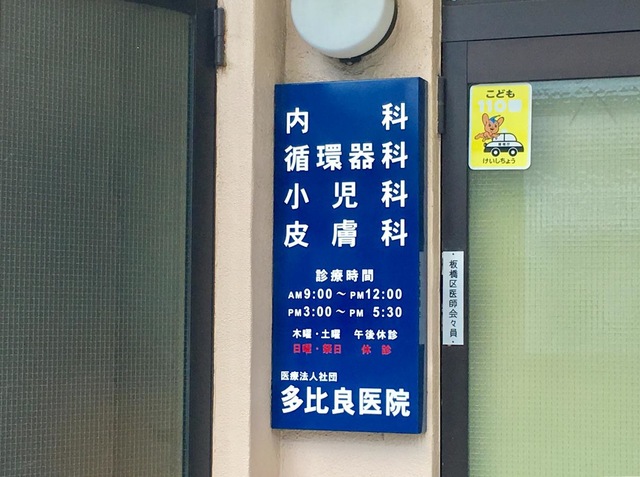 内科
循環器科
小児科
皮膚科
診療時間
AM9:00～PM12:00
PM3:00～PM 5:30
木曜・土曜 午後休診
日曜・祭日 休診
医療法人社団
多比良医院
こども
110番
けいしちょう
板橋区医師会々員